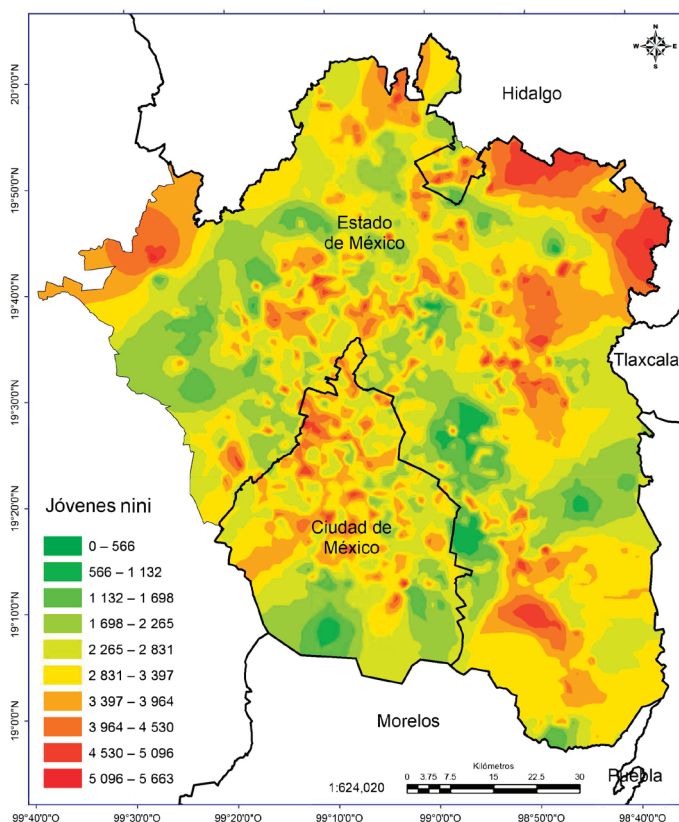 N
W E
S
20°0'0"N
19°50'0"N
19°40'0"N
19°30'0"N
19°20'0"N
19°10'0"N
19°0'0"N
Hidalgo
Estado
de México
Tlaxcala
Ciudad de
México
Morelos
Puebla
Jóvenes nini
0 – 566
566 – 1 132
1 132 – 1 698
1 698 – 2 265
2 265 – 2 831
2 831 – 3 397
3 397 – 3 964
3 964 – 4 530
4 530 – 5 096
5 096 – 5 663
Kilómetros
1:624,020
0 3.75 7.5 15 22.5 30
99°40'0"W 99°30'0"W 99°20'0"W 99°10'0"W 99°0'0"W 98°50'0"W 98°40'0"W